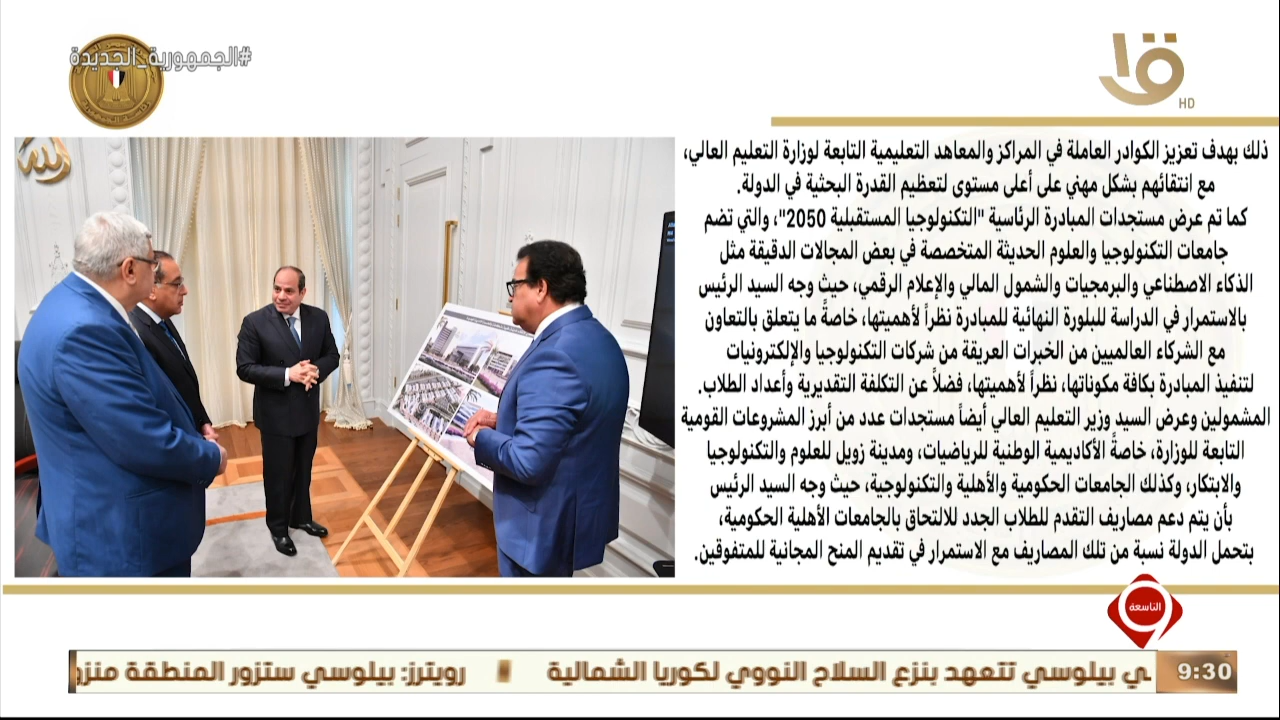 #الجمهورية_الجديدة
HD
ذلك بهدف تعزيز الكوادر العاملة في المراكز والمعاهد التعليمية التابعة لوزارة التعليم العالي،
مع انتقائهم بشكل مهني على أعلى مستوى لتعظيم القدرة البحثية في الدولة.
كما تم عرض مستجدات المبادرة الرئاسية "التكنولوجيا المستقبلية 2050"، والتي تضم
جامعات التكنولوجيا والعلوم الحديثة المتخصصة في بعض المجالات الدقيقة مثل
الذكاء الاصطناعي والبرمجيات والشمول المالي والإعلام الرقمي، حيث وجه السيد الرئيس
بالاستمرار في الدراسة للبلورة النهائية للمبادرة نظراً لأهميتها، خاصةً ما يتعلق بالتعاون
مع الشركاء العالميين من الخبرات العريقة من شركات التكنولوجيا والإلكترونيات
لتنفيذ المبادرة بكافة مكوناتها، نظراً لأهميتها، فضلاً عن التكلفة التقديرية وأعداد الطلاب.
المشمولين وعرض السيد وزير التعليم العالي أيضاً مستجدات عدد من أبرز المشروعات القومية
التابعة للوزارة، خاصةً الأكاديمية الوطنية للرياضيات، ومدينة زويل للعلوم والتكنولوجيا
والابتكار، وكذلك الجامعات الحكومية والأهلية والتكنولوجية، حيث وجه السيد الرئيس
بأن يتم دعم مصاريف التقدم للطلاب الجدد للالتحاق بالجامعات الأهلية الحكومية،
بتحمل الدولة نسبة من تلك المصاريف مع الاستمرار في تقديم المنح المجانية للمتفوقين.
التاسعة
9
9:30
ـي بيلوسي تتعهد بنزع السلاح النووي لكوريا الشمالية
رويترز: بيلوسي ستزور المنطقة منزو